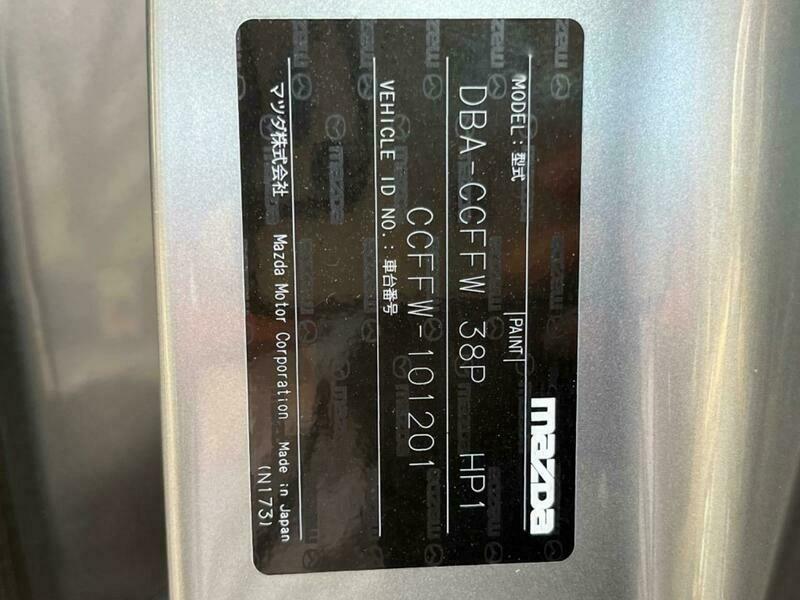 mazda
MODEL : 型式 |PAINT|
DBA-CCFFW 38P HP1
VEHICLE ID NO. : 車台番号
CCFFW-101201
マツダ株式会社 Mazda Motor Corporation Made in Japan
(N173)